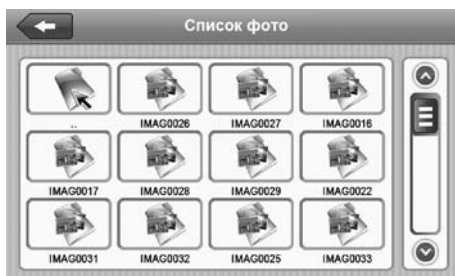 Список фото
..
IMAG0026
IMAG0027
IMAG0016
IMAG0017
IMAG0028
IMAG0029
IMAG0022
IMAG0031
IMAG0032
IMAG0025
IMAG0033